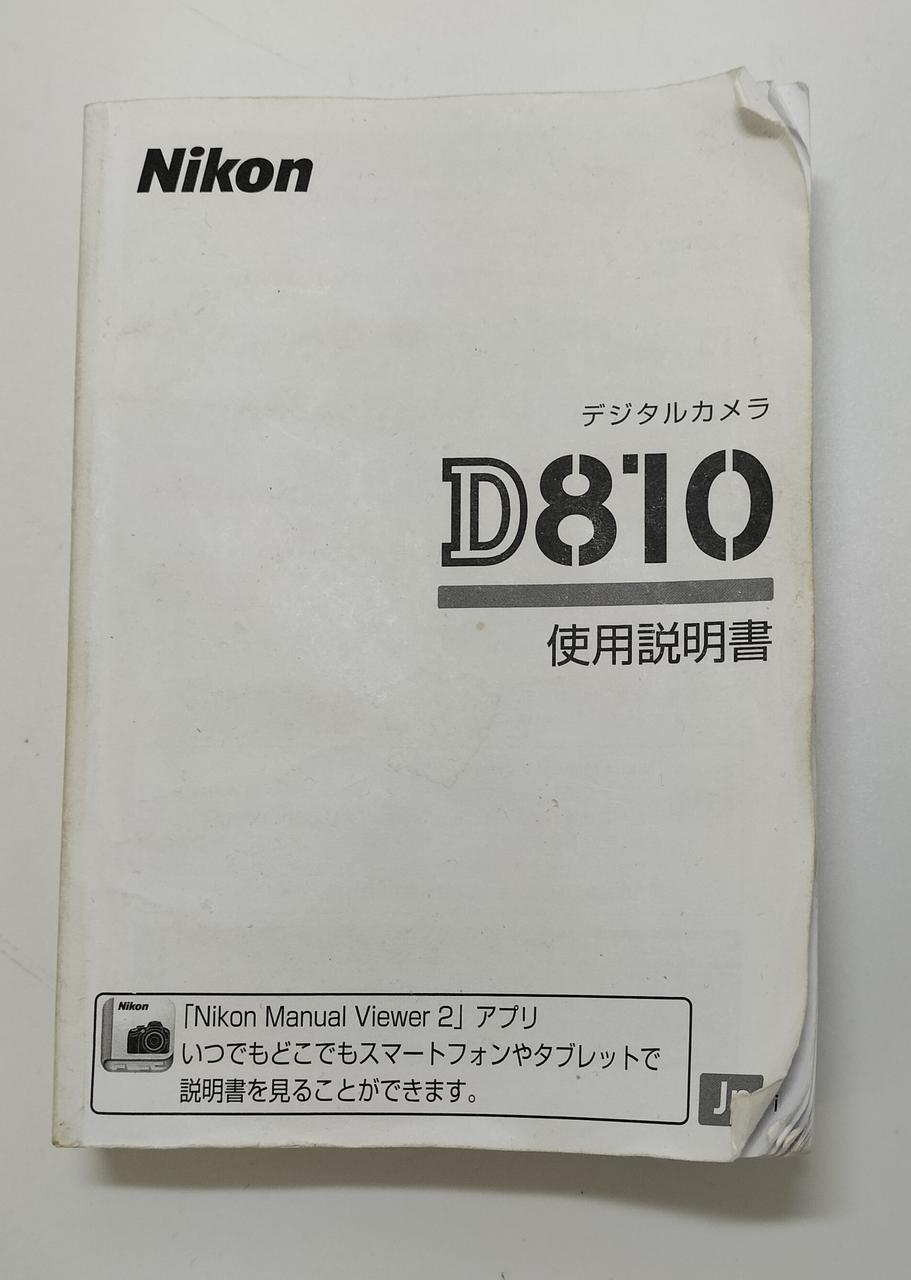 Nikon
デジタルカメラ
D810
使用説明書
Nikon
「Nikon Manual Viewer 2」アプリ
いつでもどこでもスマートフォンやタブレットで
説明書を見ることができます。